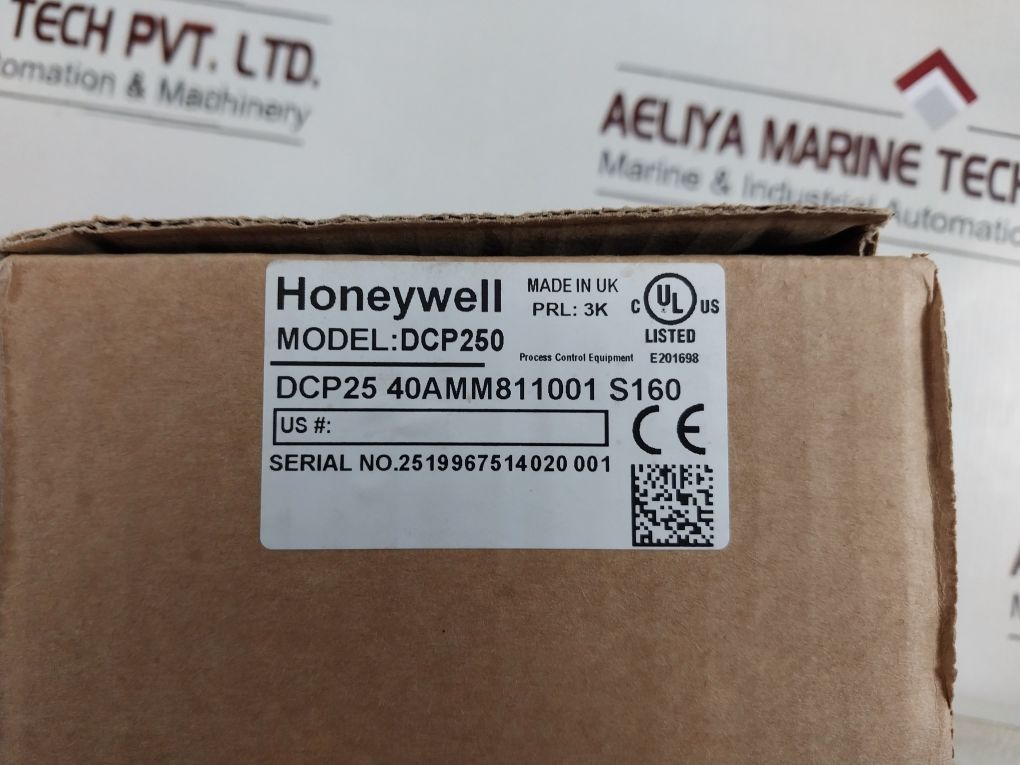 TECH PVT. LTD.
& Machinery
AELIYA MARINE TECH
Marine & Industrial Automatio
Honeywell
MADE IN UK
PRL: 3K
C UL US
LISTED
MODEL:DCP250
Process Control Equipment
E201698
DCP25 40AMM811001 S160
US #:
CE
SERIAL NO.2519967514020 001